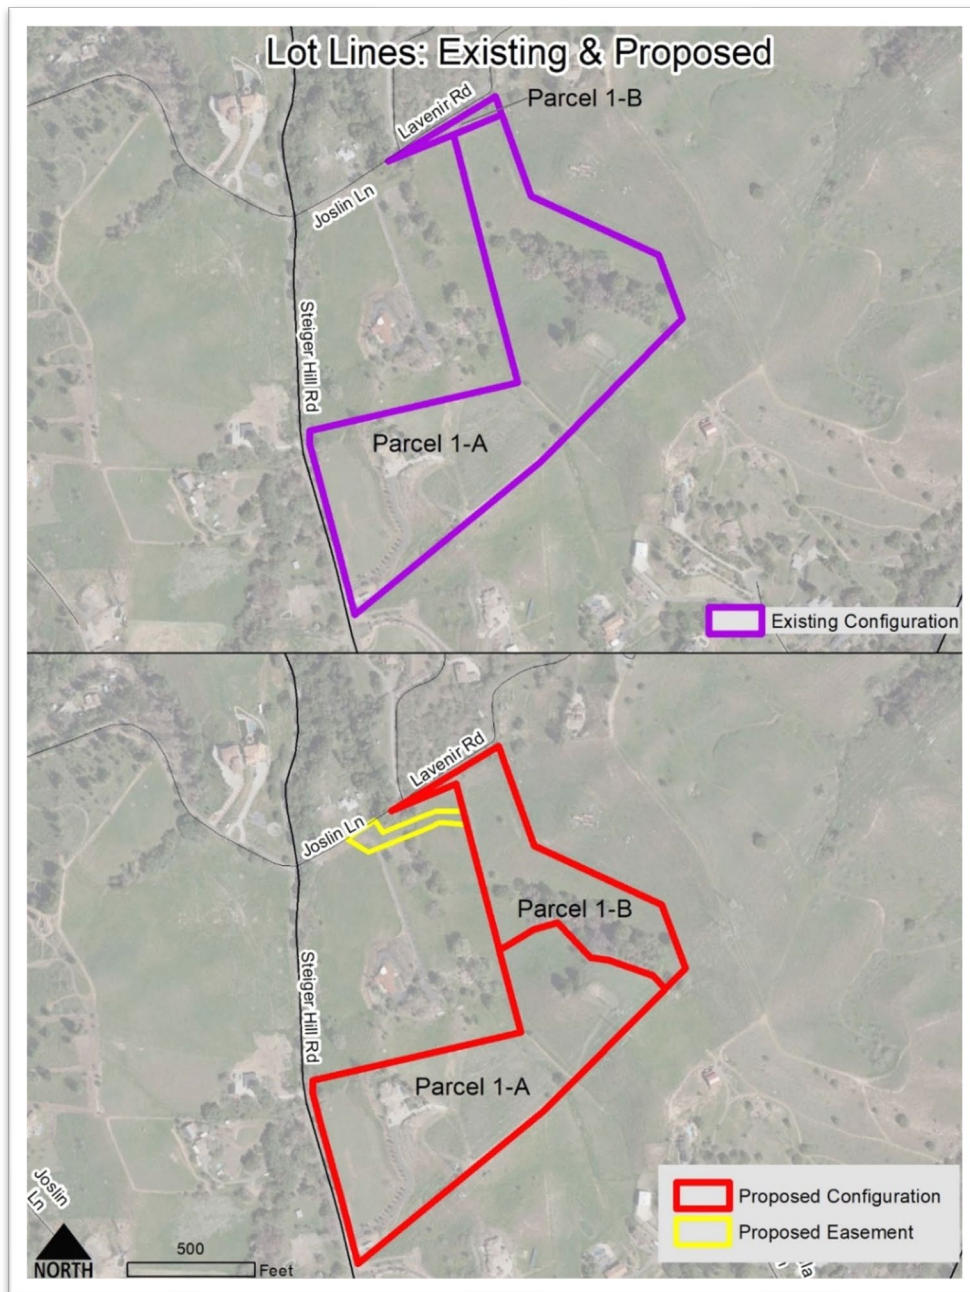 Lot Lines: Existing & Proposed
Parcel 1-B
Lavenir Rd
Joslin Ln
Steiger Hill Rd
Parcel 1-A
Existing Configuration
Lavenir Rd
Joslin Ln
Parcel 1-B
Steiger Hill Rd
Parcel 1-A
Joslin
Ln
Proposed Configuration
Proposed Easement
NORTH
500
Feet